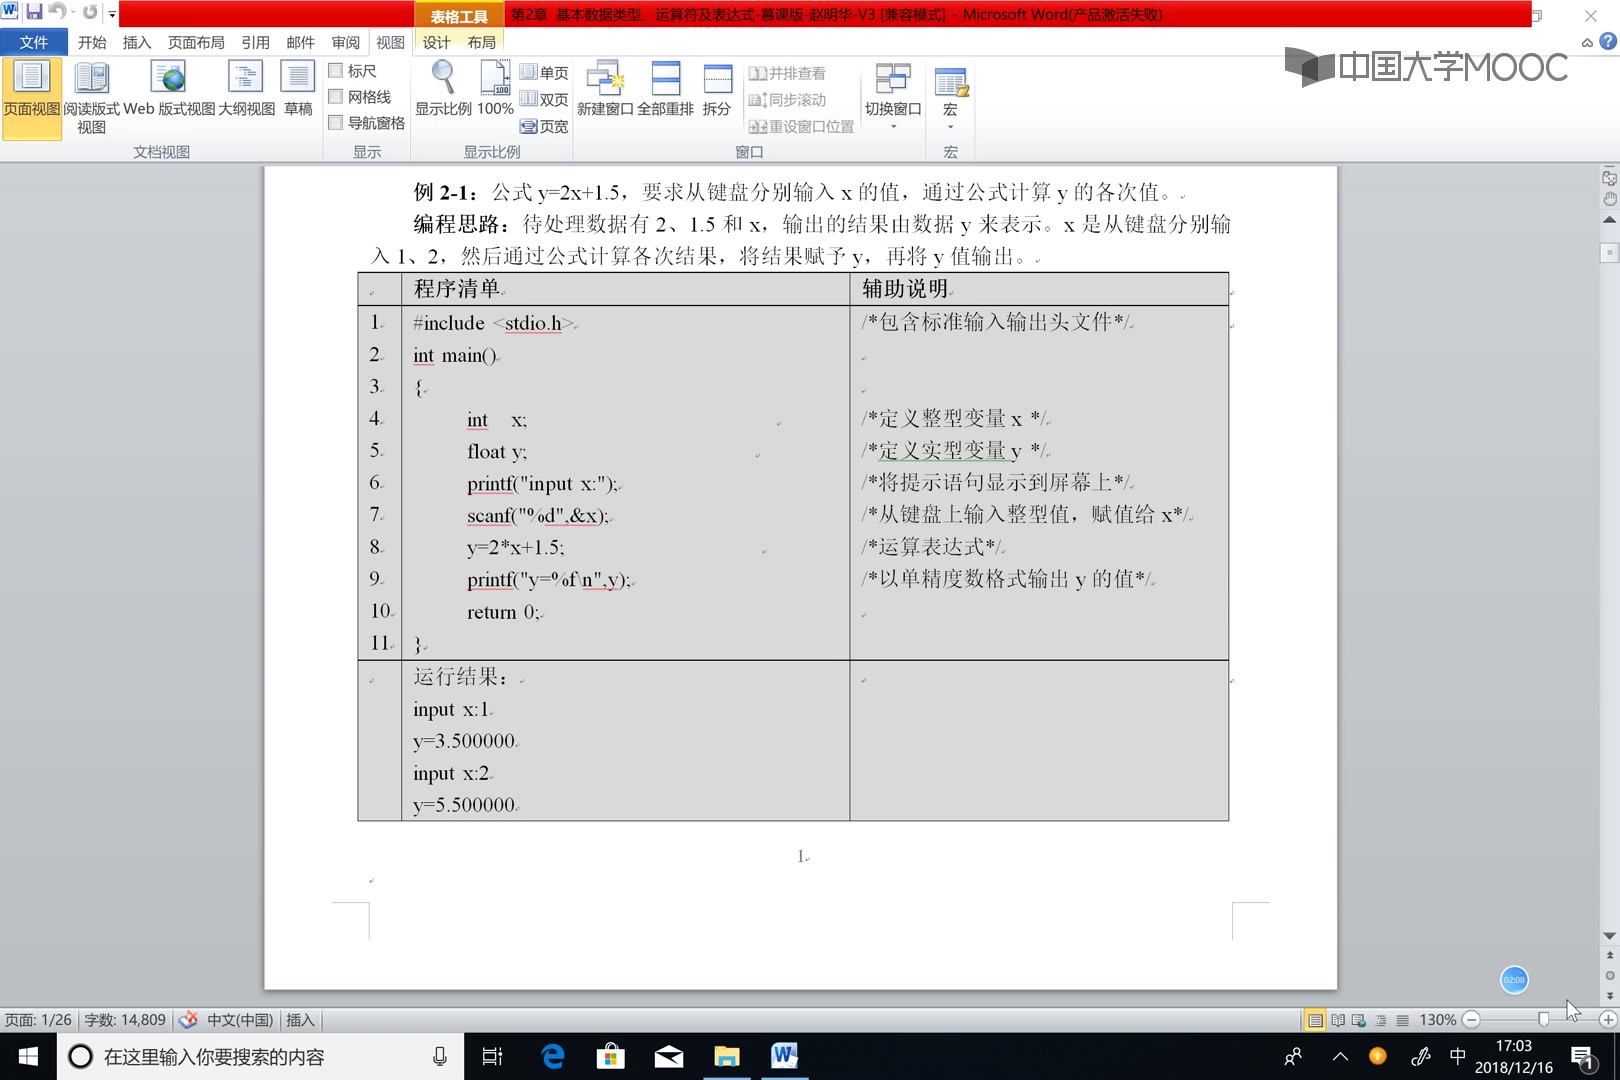 表格工具
第2章 基本数据类型、运算符及表达式-慕课版-赵明华-V3 [兼容模式] - Microsoft Word(产品激活失败)
文件 开始 插入 页面布局 引用 邮件 审阅 视图 设计 布局
中国大学MOOC
页面视图 阅读版式视图 Web 版式视图 大纲视图 草稿
标尺
网格线
导航窗格
显示比例 100%
单页
双页
页宽
新建窗口 全部重排 拆分
并排查看
同步滚动
重设窗口位置
切换窗口 宏
文档视图 显示 显示比例 窗口 宏
例 2-1：公式 y=2x+1.5，要求从键盘分别输入 x 的值，通过公式计算 y 的各次值。
编程思路：待处理数据有 2、1.5 和 x，输出的结果由数据 y 来表示。x 是从键盘分别输
入 1、2，然后通过公式计算各次结果，将结果赋予 y，再将 y 值输出。
程序清单 辅助说明
1 #include <stdio.h> /*包含标准输入输出头文件*/
2 int main()
3 {
4 int x; /*定义整型变量 x */
5 float y; /*定义实型变量 y */
6 printf("input x:"); /*将提示语句显示到屏幕上*/
7 scanf("%d",&x); /*从键盘上输入整型值，赋值给 x*/
8 y=2*x+1.5; /*运算表达式*/
9 printf("y=%f\n",y); /*以单精度数格式输出 y 的值*/
10 return 0;
11 }
运行结果：
input x:1
y=3.500000
input x:2
y=5.500000
1
02:08
页面: 1/26 字数: 14,809 中文(中国) 插入 130%
在这里输入你要搜索的内容
中
17:03
2018/12/16
1